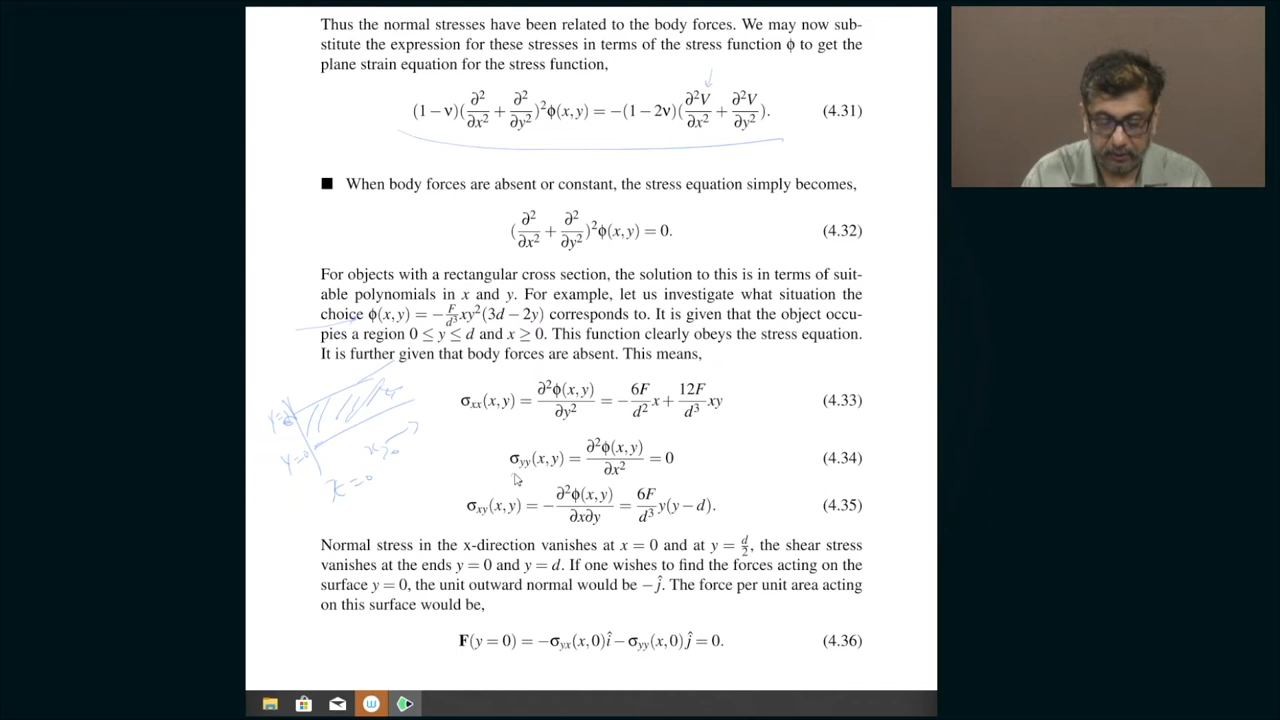 Thus the normal stresses have been related to the body forces. We may now sub-
stitute the expression for these stresses in terms of the stress function ϕ to get the
plane strain equation for the stress function,
(1 − ν)(∂²/∂x² + ∂²/∂y²)²ϕ(x,y) = −(1 − 2ν)(∂²V/∂x² + ∂²V/∂y²). (4.31)
■ When body forces are absent or constant, the stress equation simply becomes,
(∂²/∂x² + ∂²/∂y²)²ϕ(x,y) = 0. (4.32)
For objects with a rectangular cross section, the solution to this is in terms of suit-
able polynomials in x and y. For example, let us investigate what situation the
choice ϕ(x,y) = −F/d³ xy²(3d − 2y) corresponds to. It is given that the object occu-
pies a region 0 ≤ y ≤ d and x ≥ 0. This function clearly obeys the stress equation.
It is further given that body forces are absent. This means,
σxx(x,y) = ∂²ϕ(x,y)/∂y² = −6F/d² x + 12F/d³ xy (4.33)
y=0
x=0
σyy(x,y) = ∂²ϕ(x,y)/∂x² = 0 (4.34)
σxy(x,y) = −∂²ϕ(x,y)/∂x∂y = 6F/d³ y(y − d). (4.35)
Normal stress in the x-direction vanishes at x = 0 and at y = d/2, the shear stress
vanishes at the ends y = 0 and y = d. If one wishes to find the forces acting on the
surface y = 0, the unit outward normal would be −ĵ. The force per unit area acting
on this surface would be,
F(y = 0) = −σyx(x,0)î − σyy(x,0)ĵ = 0. (4.36)